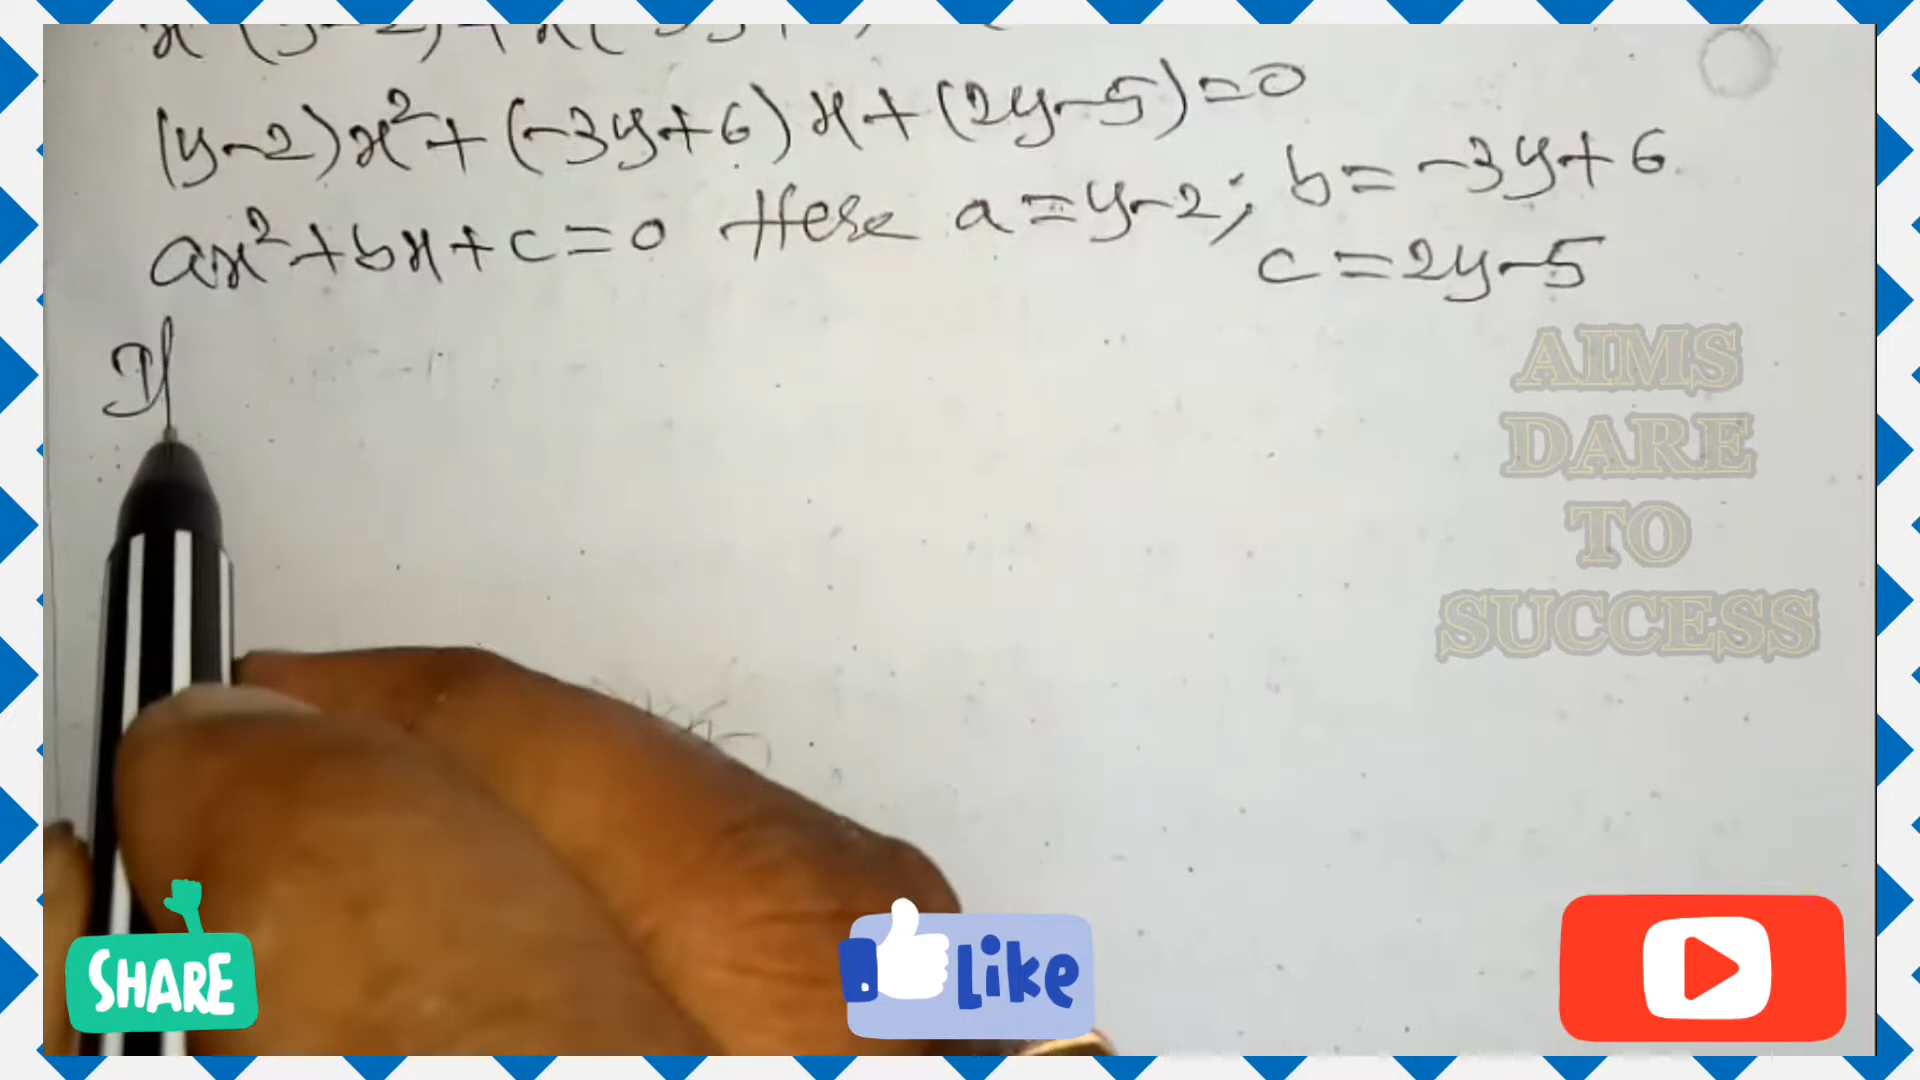 (y-2)x²+(-3y+6)x+(2y-5)=0
ax²+bx+c=0 Here a=y-2; b=-3y+6
c=2y-5
If
AIMS
DARE
TO
SUCCESS
SHARE
Like